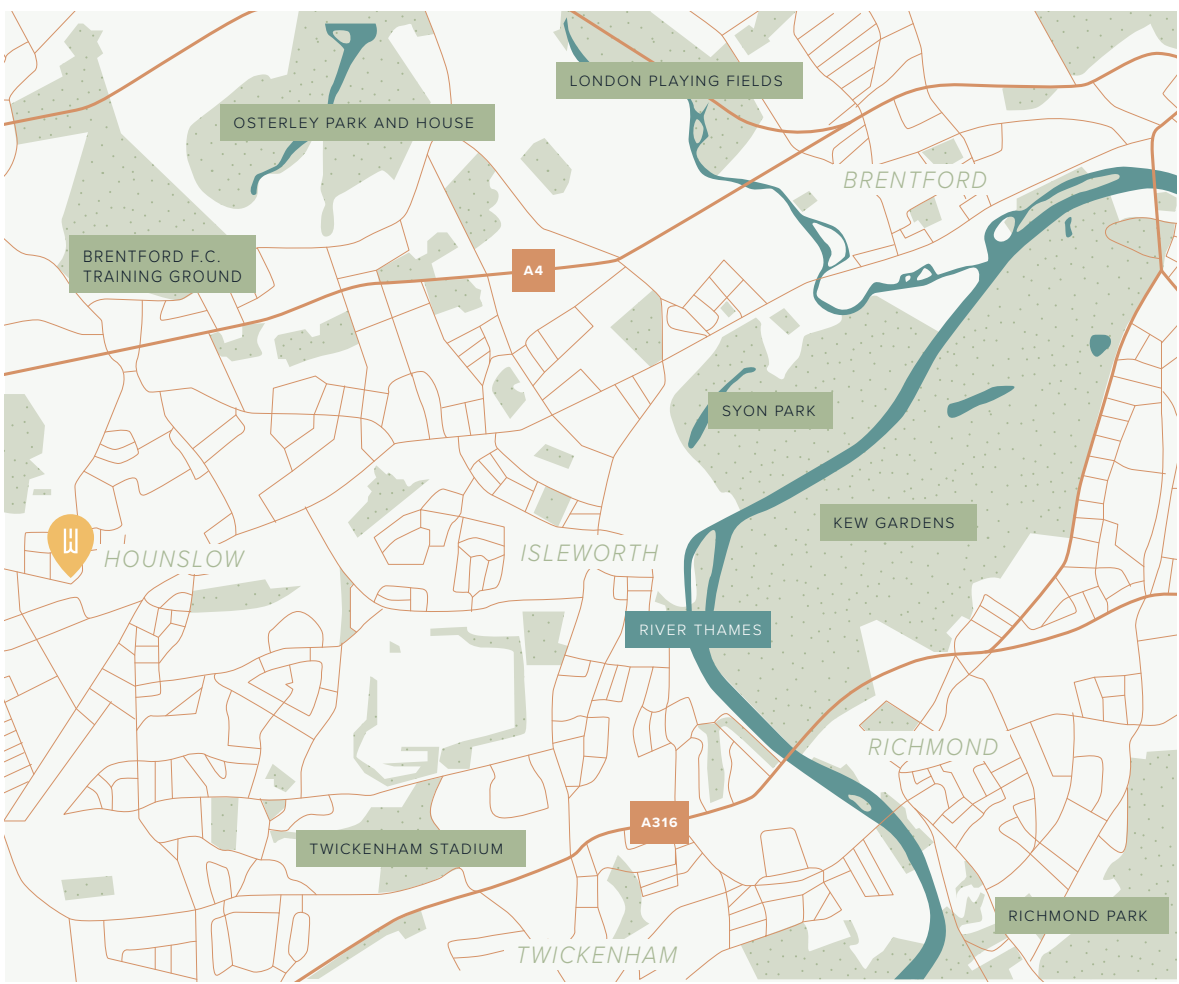 LONDON PLAYING FIELDS
OSTERLEY PARK AND HOUSE
BRENTFORD
BRENTFORD F.C.
TRAINING GROUND
A4
SYON PARK
KEW GARDENS
HOUNSLOW
ISLEWORTH
RIVER THAMES
RICHMOND
A316
TWICKENHAM STADIUM
RICHMOND PARK
TWICKENHAM